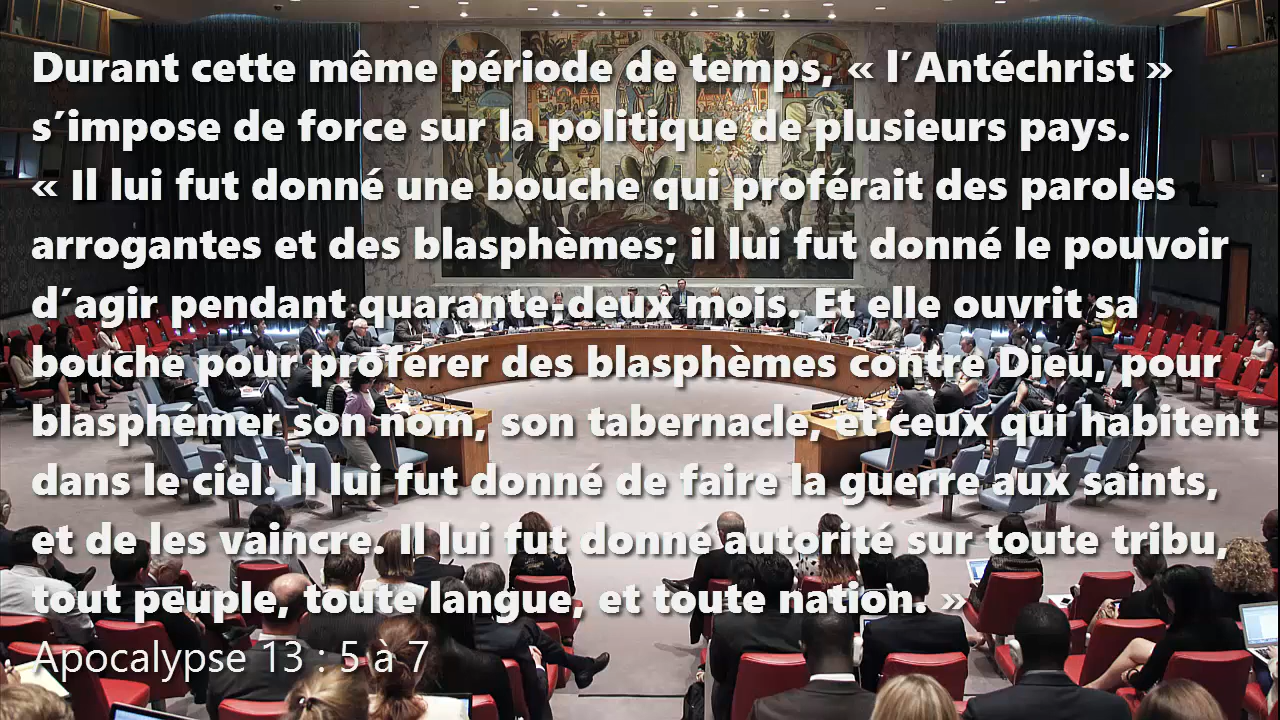 Durant cette même période de temps, « l´Antéchrist »
s´impose de force sur la politique de plusieurs pays.
« Il lui fut donné une bouche qui proférait des paroles
arrogantes et des blasphèmes; il lui fut donné le pouvoir
d´agir pendant quarante-deux mois. Et elle ouvrit sa
bouche pour proférer des blasphèmes contre Dieu, pour
blasphémer son nom, son tabernacle, et ceux qui habitent
dans le ciel. Il lui fut donné de faire la guerre aux saints,
et de les vaincre. Il lui fut donné autorité sur toute tribu,
tout peuple, toute langue, et toute nation. »
Apocalypse 13 : 5 à 7